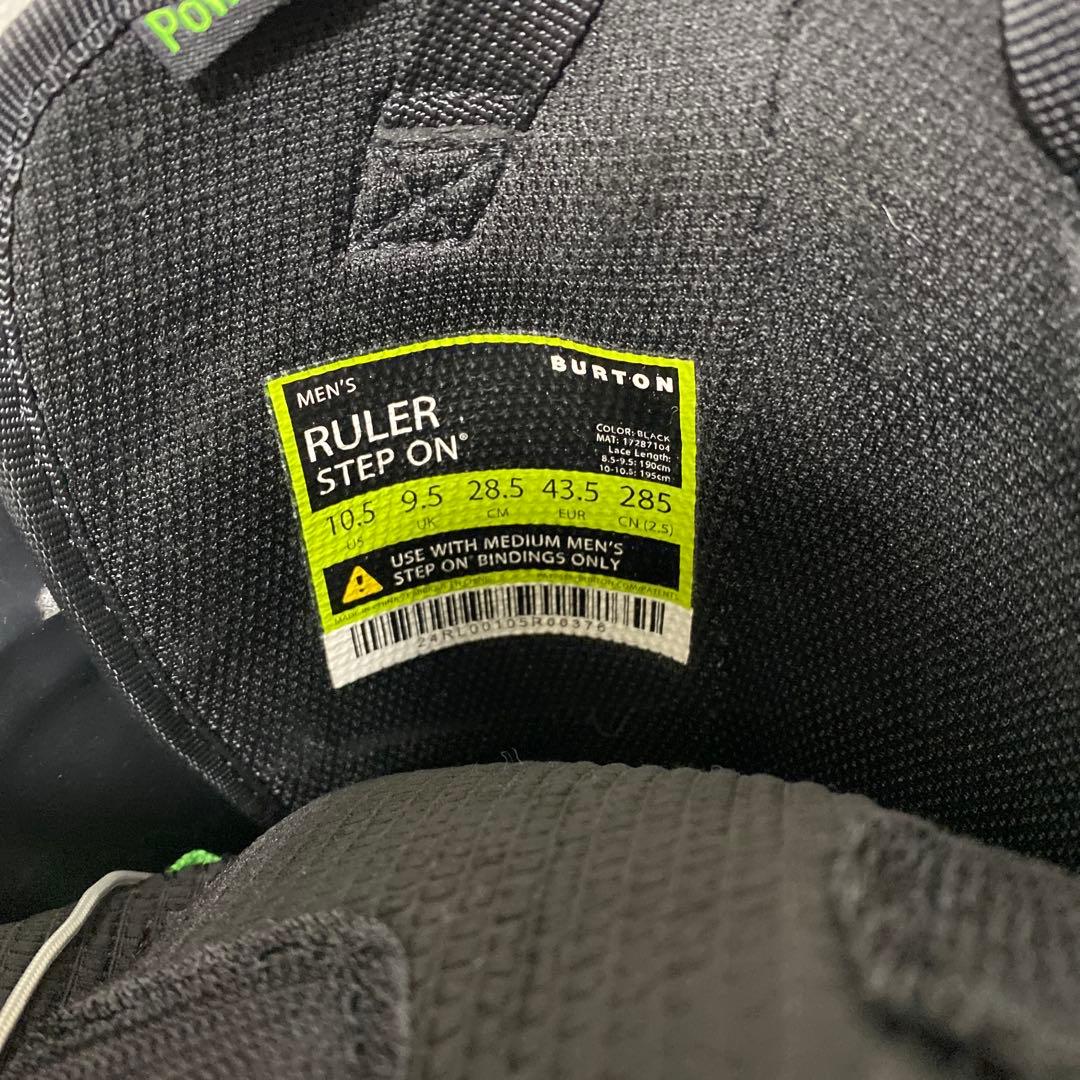 BURTON
MEN'S
RULER
STEP ON®
COLOR: BLACK
MAT: 17287104
Lace Length:
8.5-9.5: 190cm
10-10.5: 195cm
10.5 9.5 28.5 43.5 285
US UK CM EUR CN (2.5)
USE WITH MEDIUM MEN'S
STEP ON® BINDINGS ONLY
24RL00105R00376